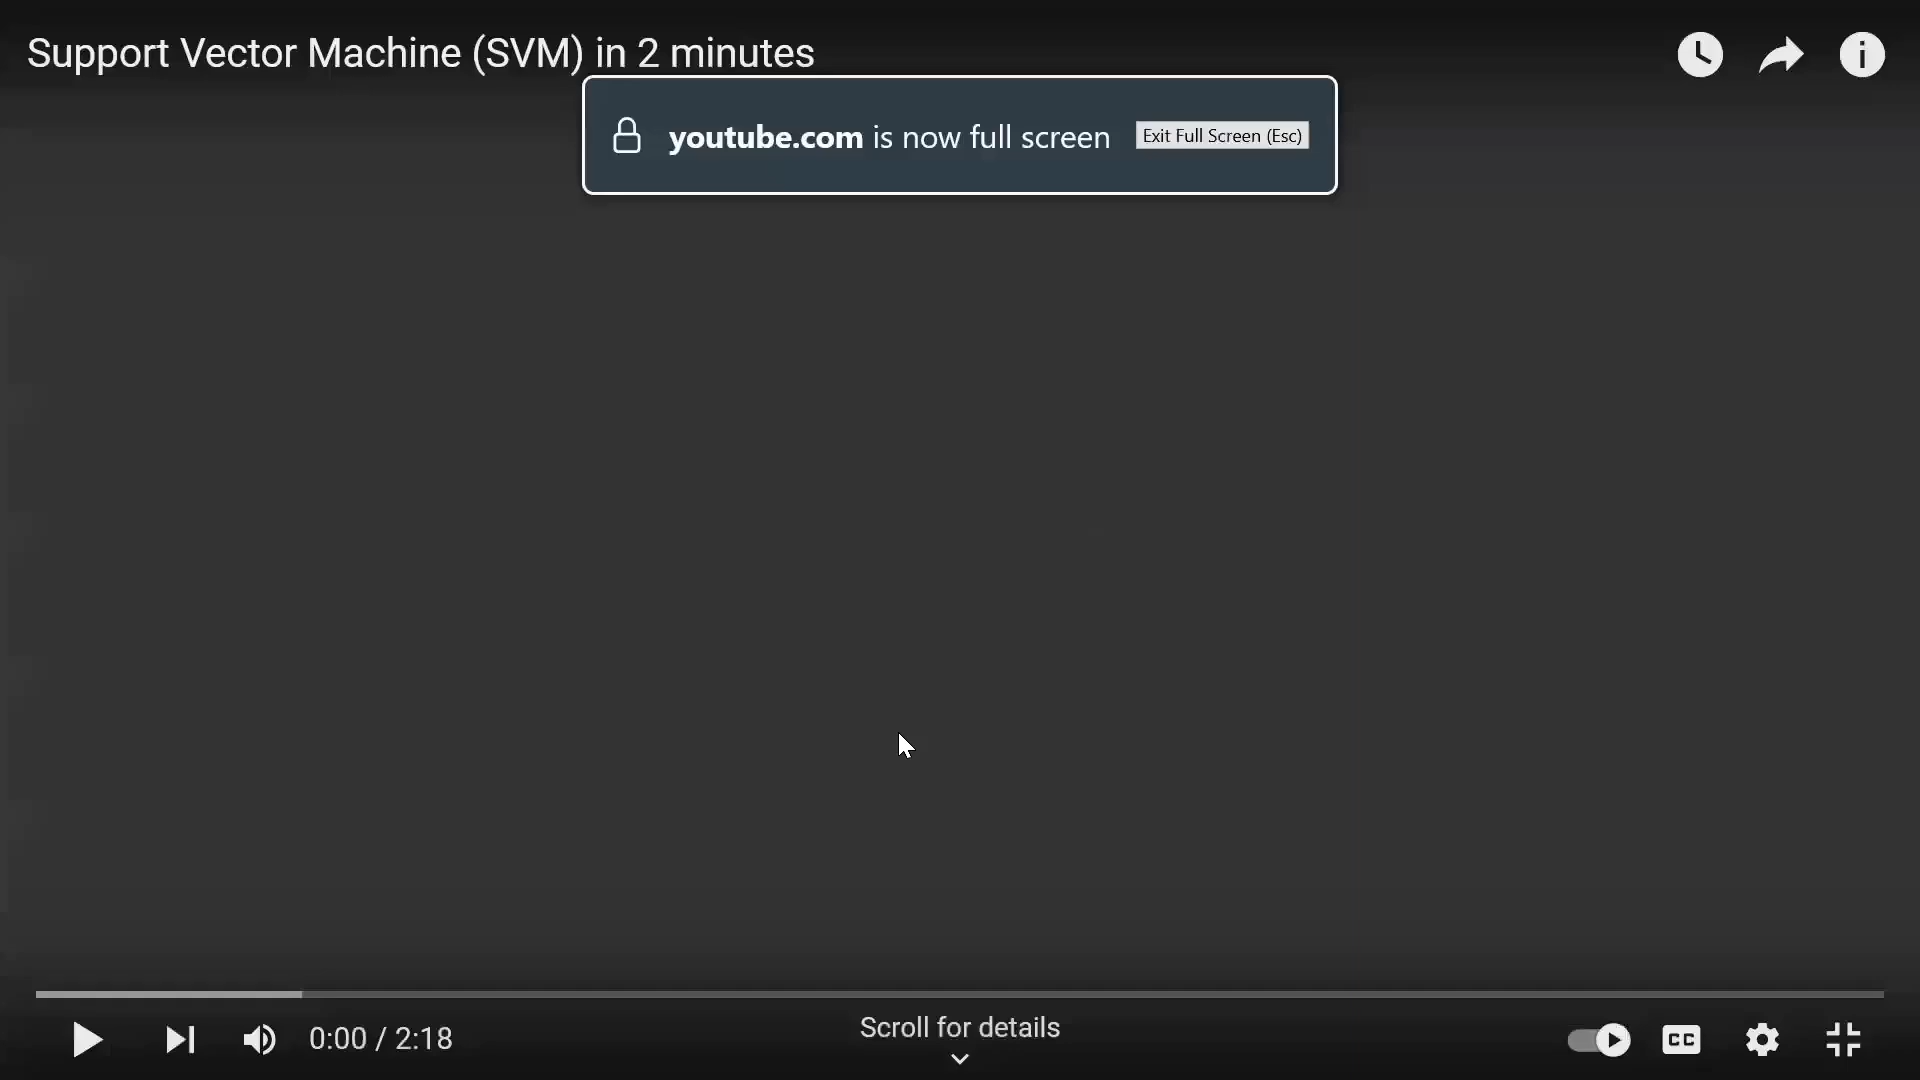 Support Vector Machine (SVM) in 2 minutes
youtube.com is now full screen
Exit Full Screen (Esc)
Scroll for details
0:00 / 2:18
CC